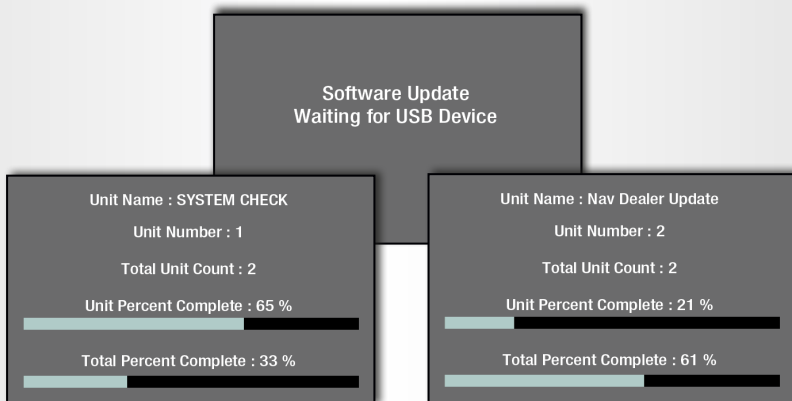 Software Update
Waiting for USB Device
Unit Name : SYSTEM CHECK
Unit Number : 1
Total Unit Count : 2
Unit Percent Complete : 65 %
Total Percent Complete : 33 %
Unit Name : Nav Dealer Update
Unit Number : 2
Total Unit Count : 2
Unit Percent Complete : 21 %
Total Percent Complete : 61 %